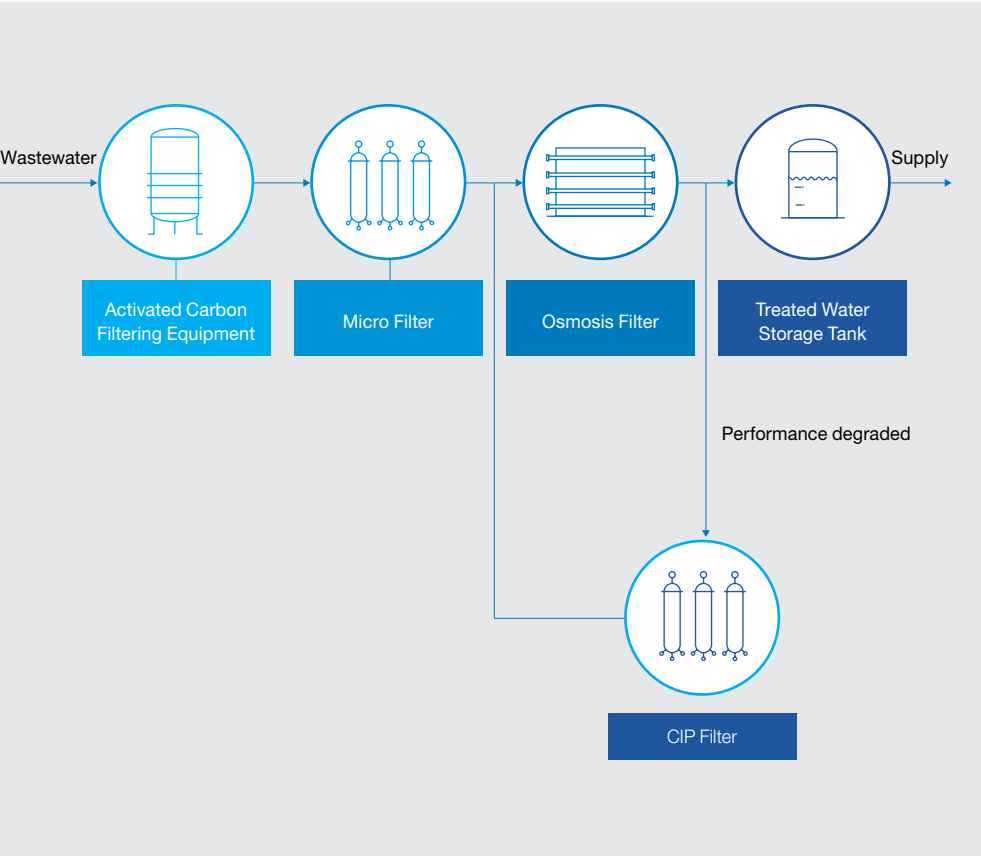 Wastewater
Supply
Activated Carbon
Filtering Equipment
Micro Filter
Osmosis Filter
Treated Water
Storage Tank
Performance degraded
CIP Filter